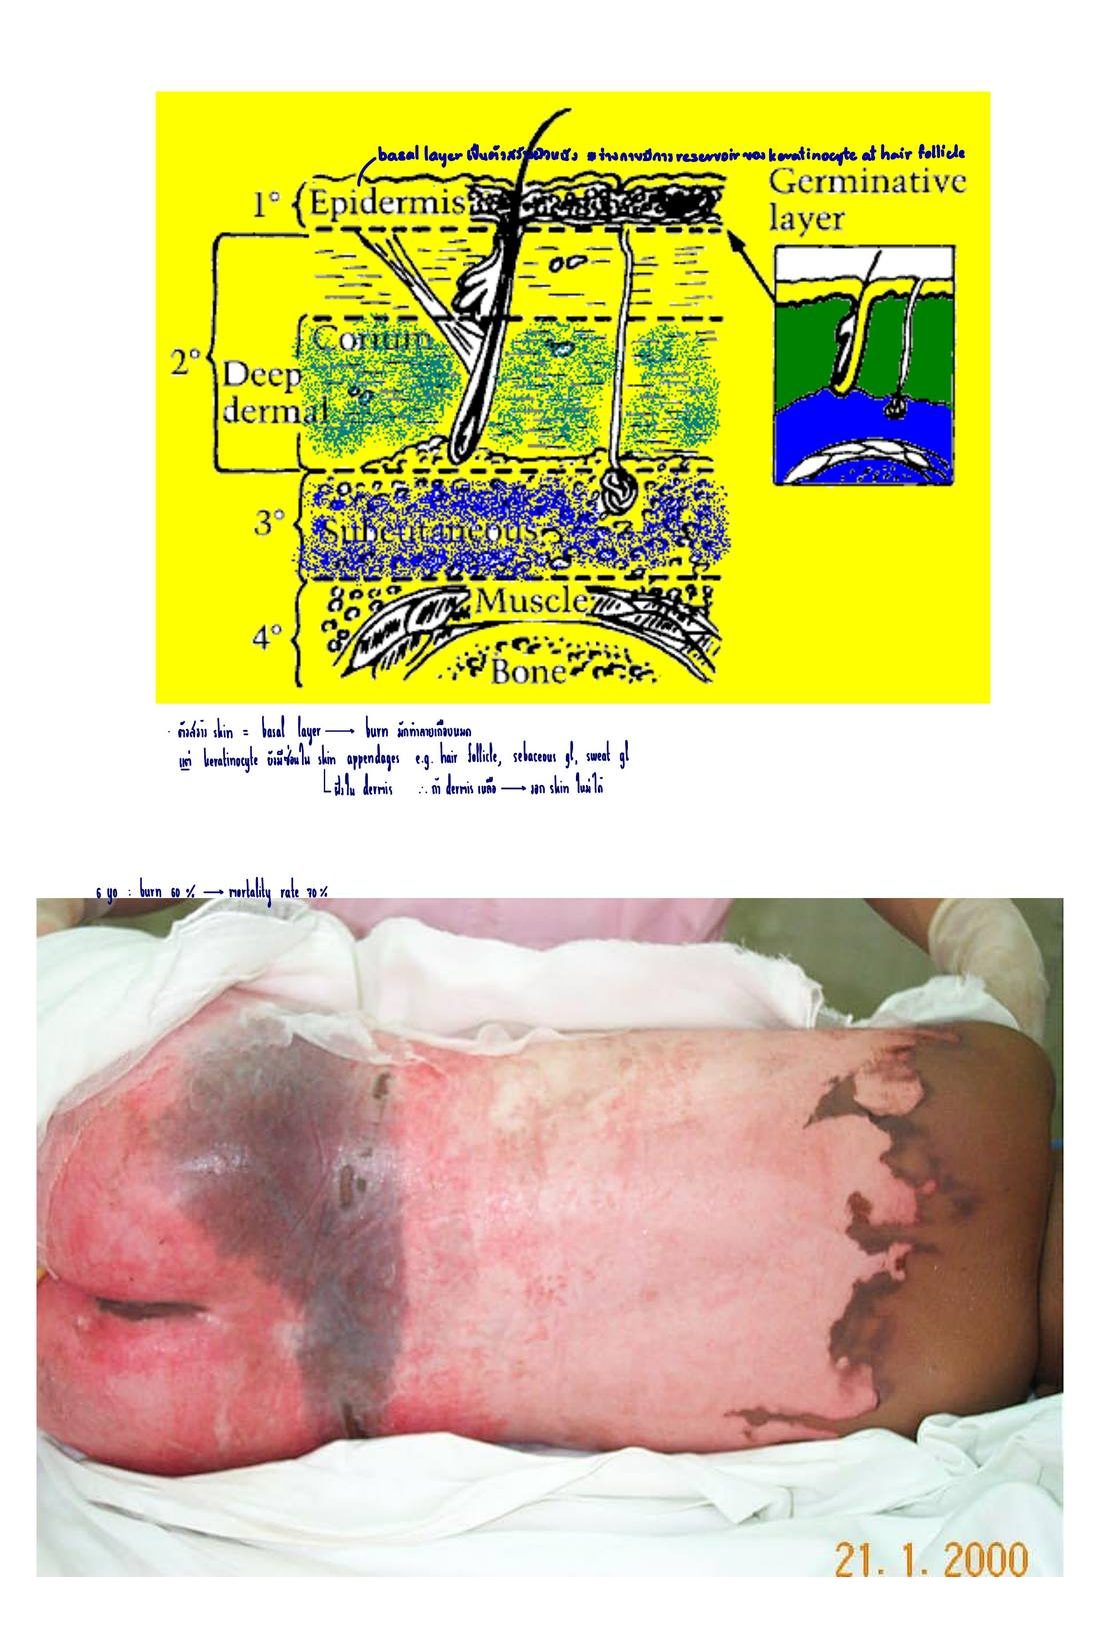 basal layer เป็นตัวสร้างผิวหนัง * ร่างกายมีการ reservoir ของ keratinocyte at hair follicle
Germinative
layer
1° Epidermis
Corium
2°
Deep
dermal
3° Subcutaneous
Muscle
4°
Bone
ตัวสร้าง skin = basal layer → burn มักทำลายเกือบหมด
แต่ keratinocyte ยังมีซ่อนใน skin appendages e.g. hair follicle, sebaceous gl, sweat gl
ฝังใน dermis ∴ ถ้า dermis เหลือ → งอก skin ใหม่ได้
6 yo : burn 60 % → mortality rate 70 %
21. 1. 2000